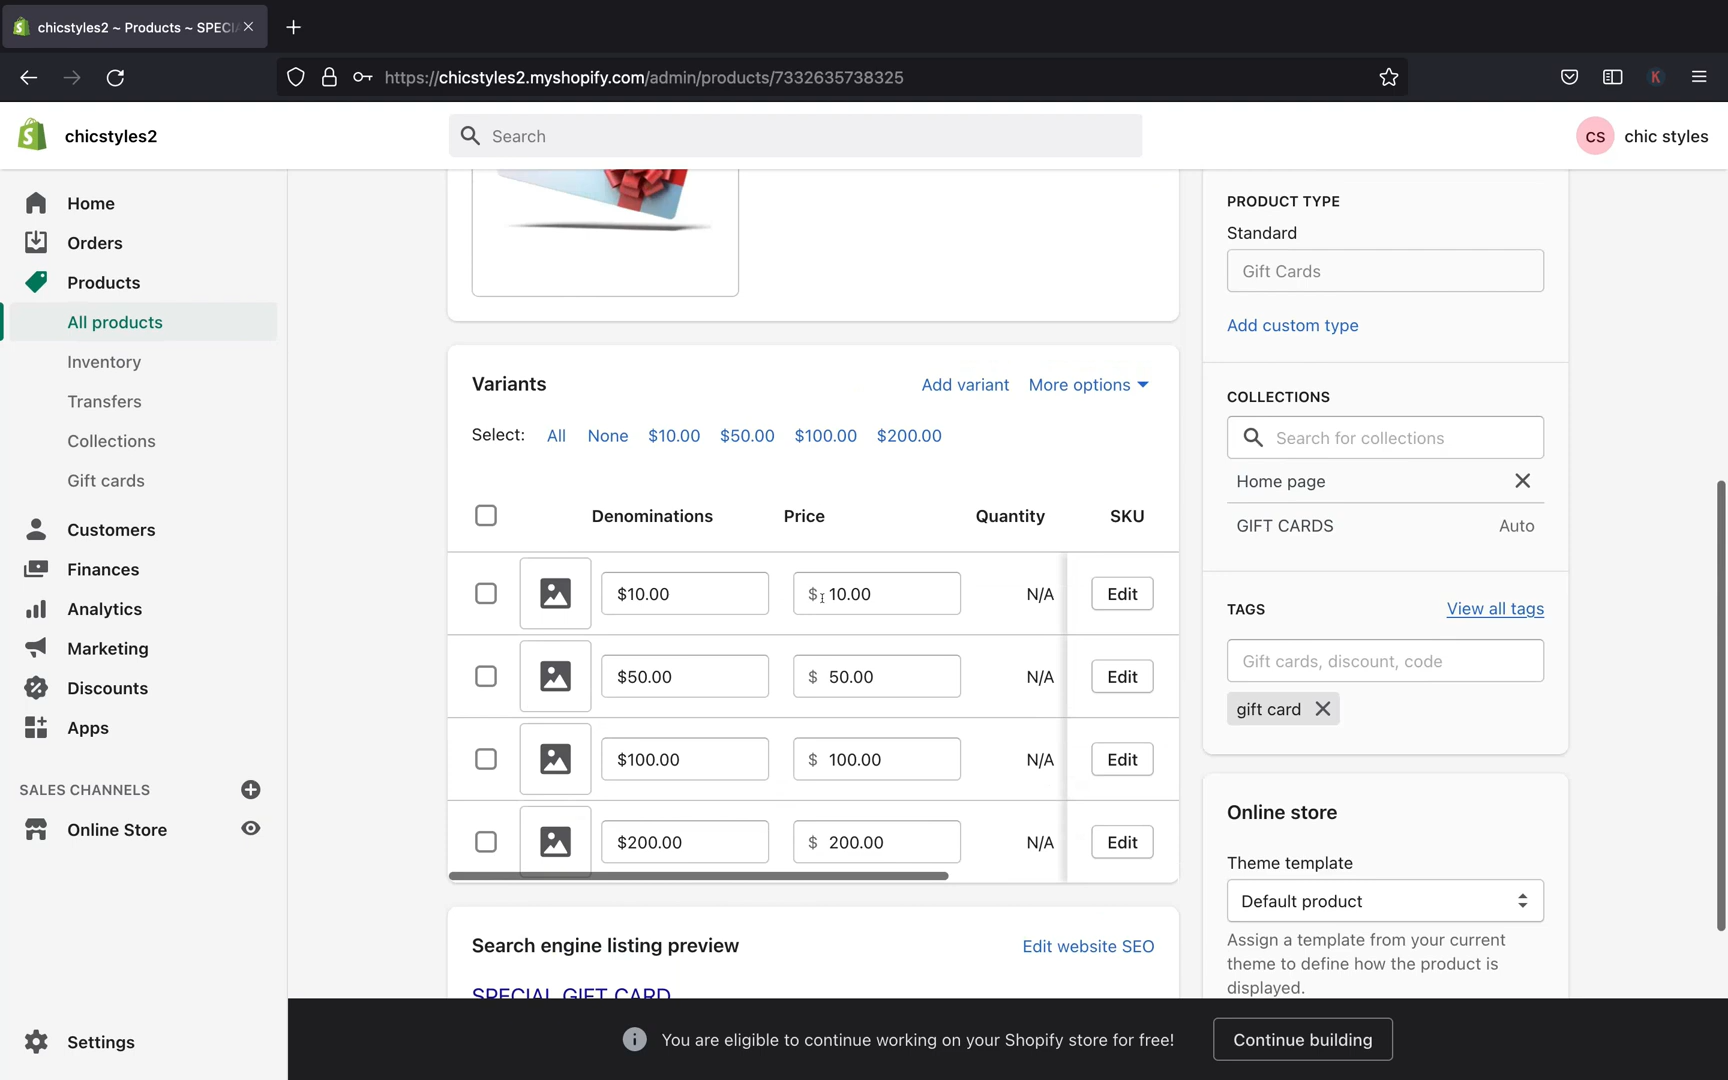 chicstyles2 ~ Products ~ SPECI
https://chicstyles2.myshopify.com/admin/products/7332635738325
K
chicstyles2
Search
CS
chic styles
Home
Orders
Products
All products
Inventory
Transfers
Collections
Gift cards
Customers
Finances
Analytics
Marketing
Discounts
Apps
SALES CHANNELS
Online Store
Settings
Variants
Add variant
More options
Select: All None $10.00 $50.00 $100.00 $200.00
Denominations Price Quantity SKU
$10.00 $ 10.00 N/A Edit
$50.00 $ 50.00 N/A Edit
$100.00 $ 100.00 N/A Edit
$200.00 $ 200.00 N/A Edit
Search engine listing preview
Edit website SEO
SPECIAL GIFT CARD
PRODUCT TYPE
Standard
Gift Cards
Add custom type
COLLECTIONS
Search for collections
Home page
GIFT CARDS Auto
TAGS
View all tags
Gift cards, discount, code
gift card
Online store
Theme template
Default product
Assign a template from your current
theme to define how the product is
displayed.
You are eligible to continue working on your Shopify store for free!
Continue building